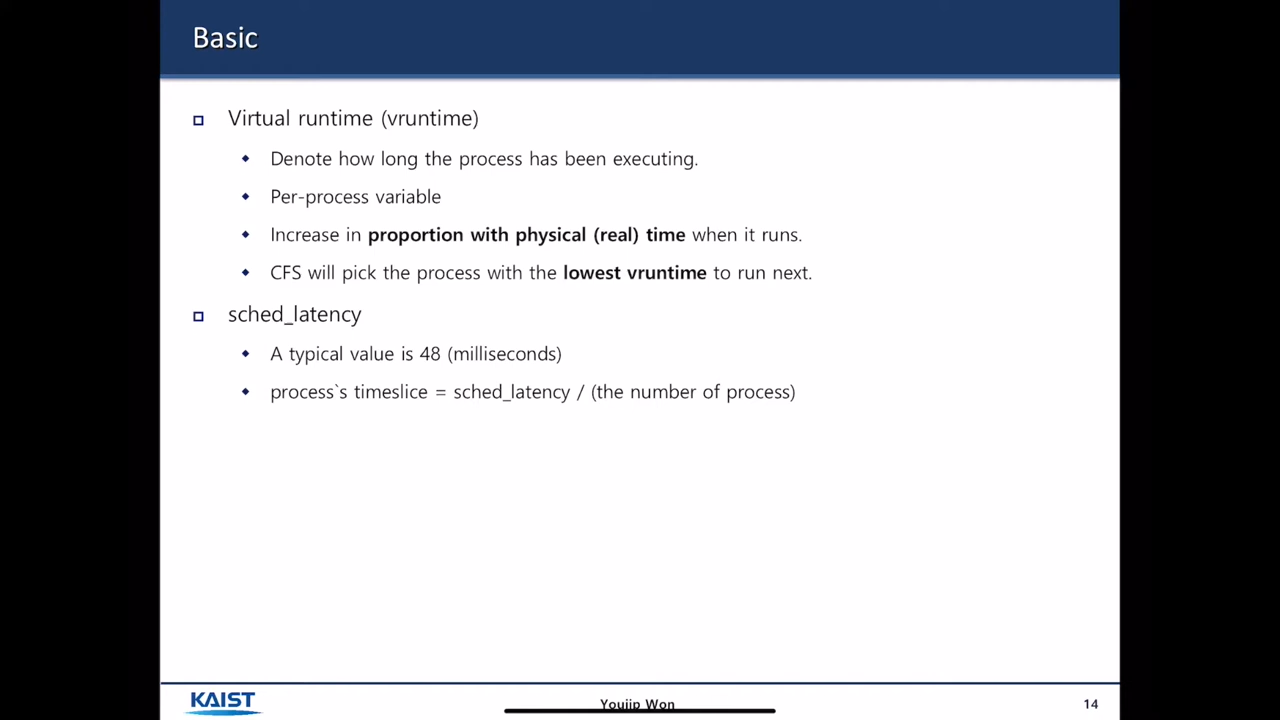 Basic
Virtual runtime (vruntime)
Denote how long the process has been executing.
Per-process variable
Increase in proportion with physical (real) time when it runs.
CFS will pick the process with the lowest vruntime to run next.
sched_latency
A typical value is 48 (milliseconds)
process`s timeslice = sched_latency / (the number of process)
KAIST
Youjip Won
14